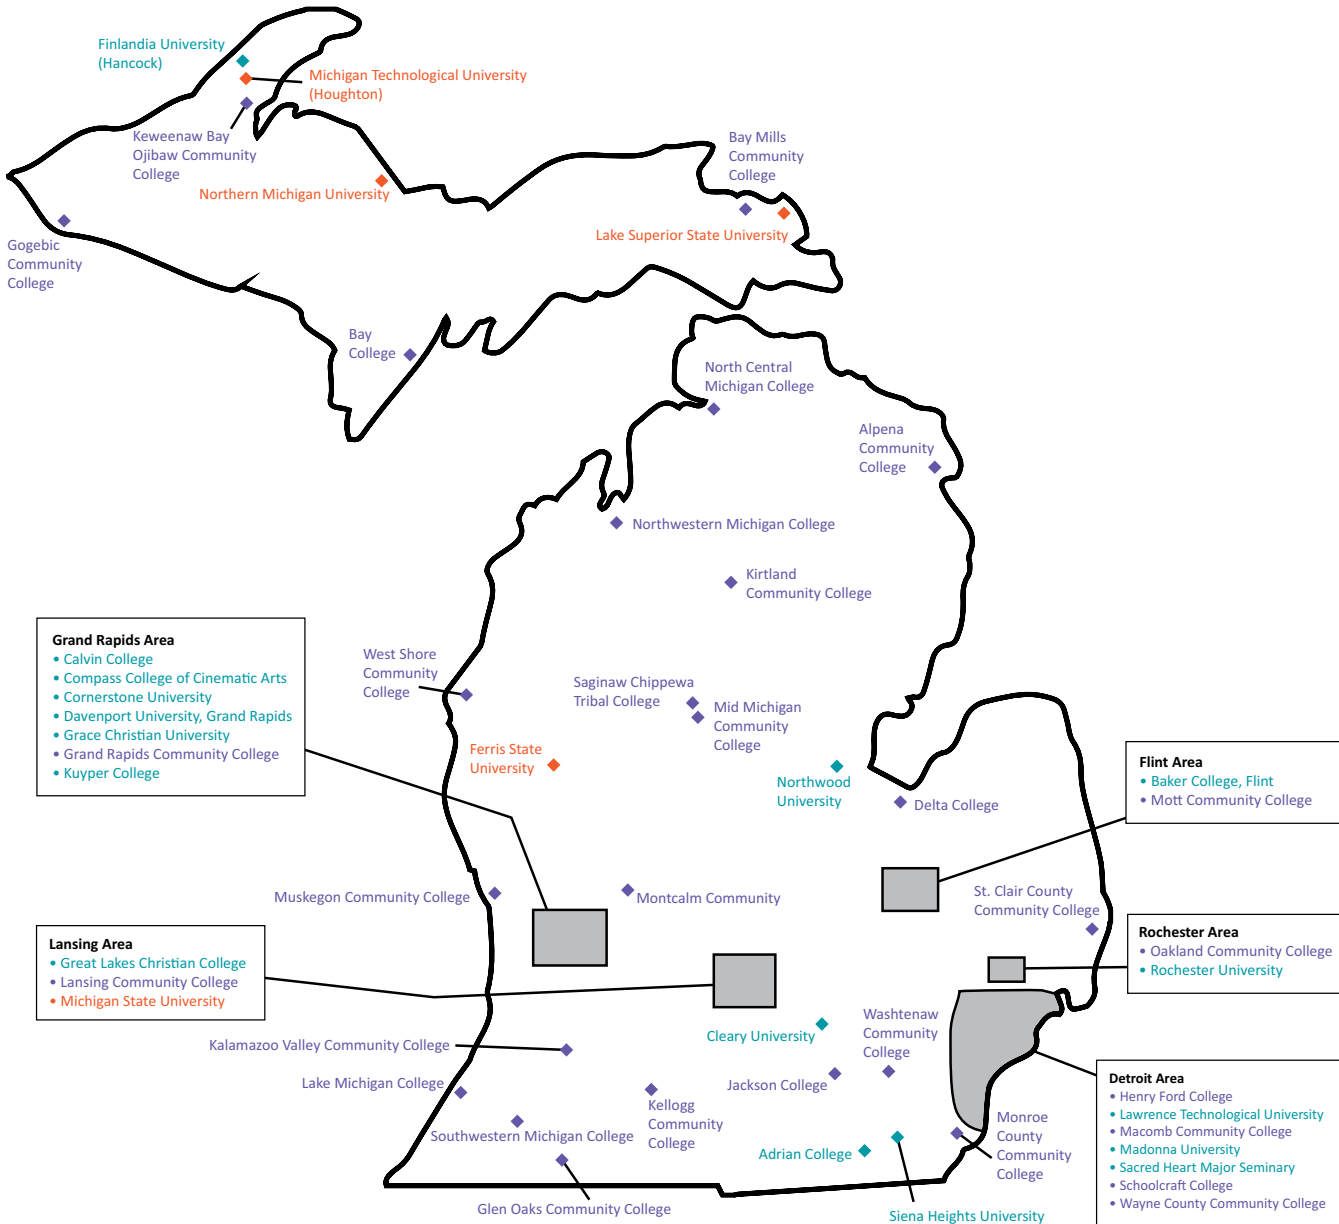 Finlandia University
(Hancock)
Michigan Technological University
(Houghton)
Keweenaw Bay
Ojibaw Community
College
Northern Michigan University
Bay Mills
Community
College
Lake Superior State University
Gogebic
Community
College
Bay
College
North Central
Michigan College
Alpena
Community
College
Northwestern Michigan College
Kirtland
Community College
West Shore
Community
College
Saginaw Chippewa
Tribal College
Mid Michigan
Community
College
Ferris State
University
Northwood
University
Delta College
Grand Rapids Area
• Calvin College
• Compass College of Cinematic Arts
• Cornerstone University
• Davenport University, Grand Rapids
• Grace Christian University
• Grand Rapids Community College
• Kuyper College
Flint Area
• Baker College, Flint
• Mott Community College
Muskegon Community College
Montcalm Community
St. Clair County
Community College
Lansing Area
• Great Lakes Christian College
• Lansing Community College
• Michigan State University
Rochester Area
• Oakland Community College
• Rochester University
Kalamazoo Valley Community College
Cleary University
Washtenaw
Community
College
Lake Michigan College
Jackson College
Kellogg
Community
College
Southwestern Michigan College
Adrian College
Monroe
County
Community
College
Glen Oaks Community College
Siena Heights University
Detroit Area
• Henry Ford College
• Lawrence Technological University
• Macomb Community College
• Madonna University
• Sacred Heart Major Seminary
• Schoolcraft College
• Wayne County Community College